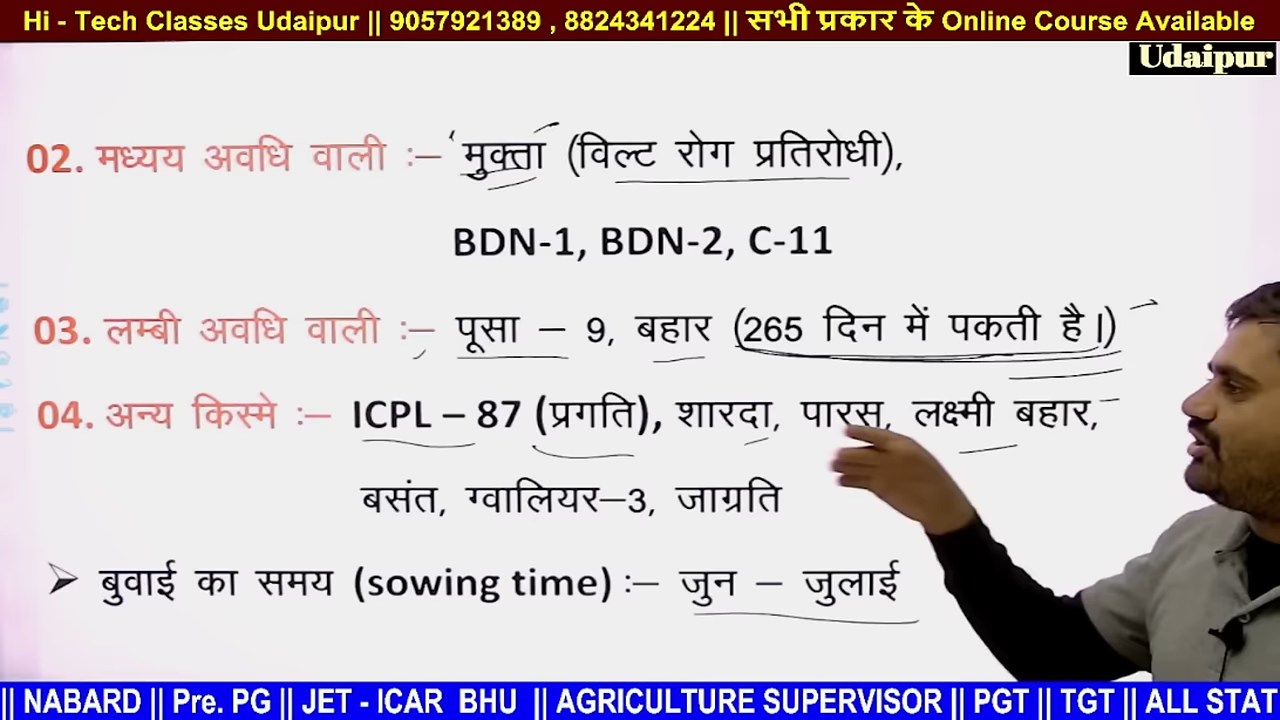 Hi - Tech Classes Udaipur || 9057921389 , 8824341224 || सभी प्रकार के Online Course Available
Udaipur
02. मध्यय अवधि वाली :– मुक्ता (विल्ट रोग प्रतिरोधी),
BDN-1, BDN-2, C-11
03. लम्बी अवधि वाली :– पूसा – 9, बहार (265 दिन में पकती है।)
04. अन्य किस्मे :– ICPL – 87 (प्रगति), शारदा, पारस, लक्ष्मी बहार,
बसंत, ग्वालियर–3, जाग्रति
➢ बुवाई का समय (sowing time) :– जुन – जुलाई
|| NABARD || Pre. PG || JET - ICAR BHU || AGRICULTURE SUPERVISOR || PGT || TGT || ALL STAT